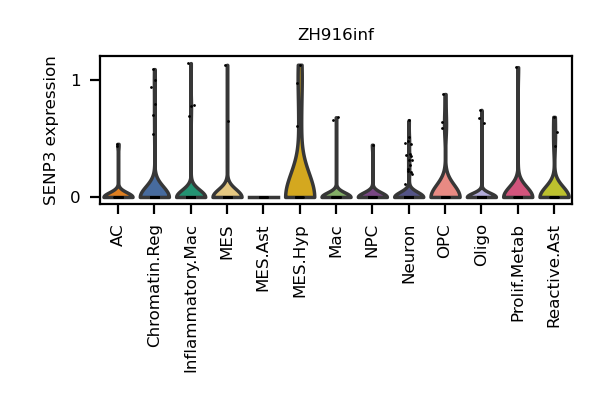 ZH916inf
SENP3 expression
1
0
AC
Chromatin.Reg
Inflammatory.Mac
MES
MES.Ast
MES.Hyp
Mac
NPC
Neuron
OPC
Oligo
Prolif.Metab
Reactive.Ast